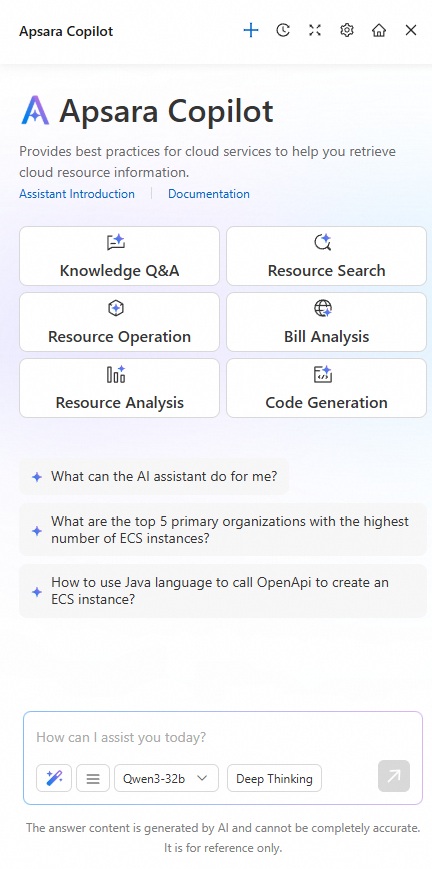 Apsara Copilot
Apsara Copilot
Provides best practices for cloud services to help you retrieve
cloud resource information.
Assistant Introduction
Documentation
Knowledge Q&A
Resource Search
Resource Operation
Bill Analysis
Resource Analysis
Code Generation
What can the AI assistant do for me?
What are the top 5 primary organizations with the highest
number of ECS instances?
How to use Java language to call OpenApi to create an
ECS instance?
How can I assist you today?
Qwen3-32b
Deep Thinking
The answer content is generated by AI and cannot be completely accurate.
It is for reference only.